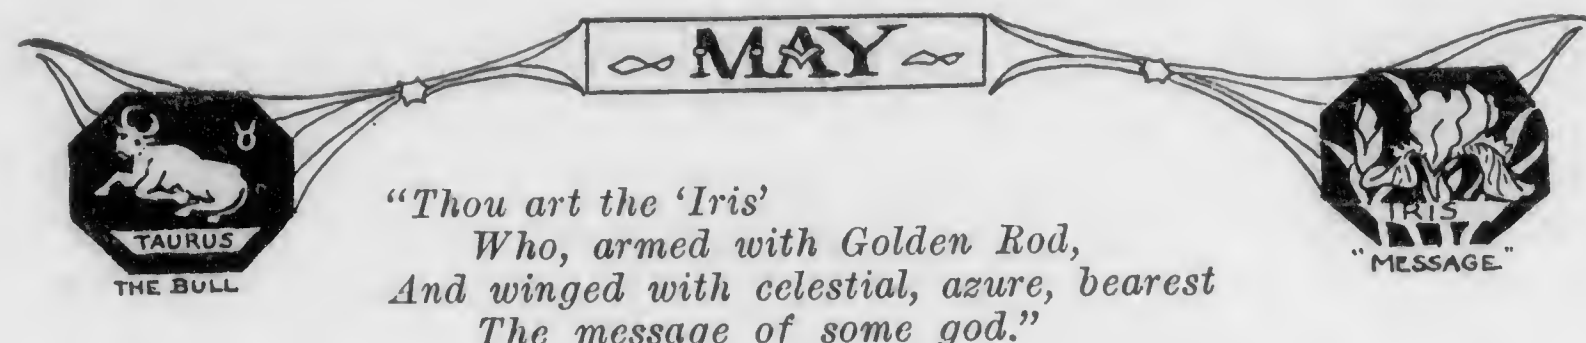 MAY
TAURUS
THE BULL
IRIS
"MESSAGE"
"Thou art the 'Iris'
Who, armed with Golden Rod,
And winged with celestial, azure, bearest
The message of some god."